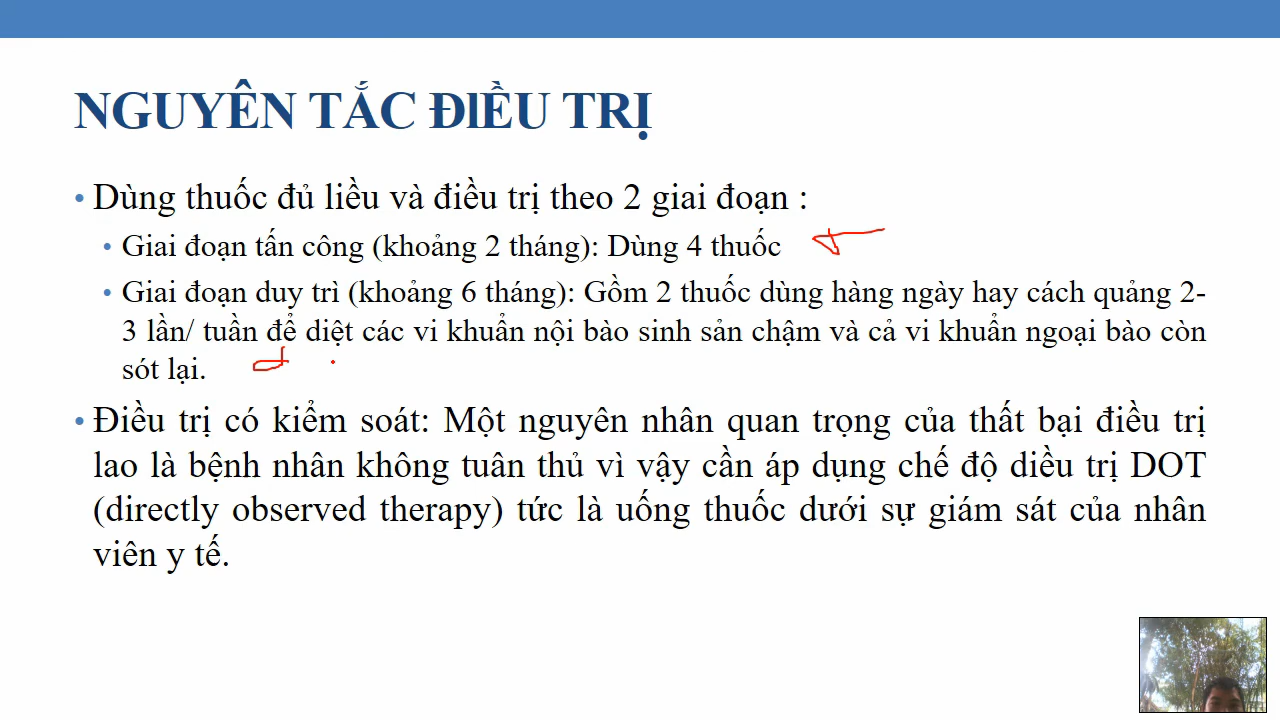 NGUYÊN TẮC ĐIỀU TRỊ
• Dùng thuốc đủ liều và điều trị theo 2 giai đoạn :
• Giai đoạn tấn công (khoảng 2 tháng): Dùng 4 thuốc
• Giai đoạn duy trì (khoảng 6 tháng): Gồm 2 thuốc dùng hàng ngày hay cách quảng 2-
3 lần/ tuần để diệt các vi khuẩn nội bào sinh sản chậm và cả vi khuẩn ngoại bào còn
sót lại.
• Điều trị có kiểm soát: Một nguyên nhân quan trọng của thất bại điều trị
lao là bệnh nhân không tuân thủ vì vậy cần áp dụng chế độ diều trị DOT
(directly observed therapy) tức là uống thuốc dưới sự giám sát của nhân
viên y tế.